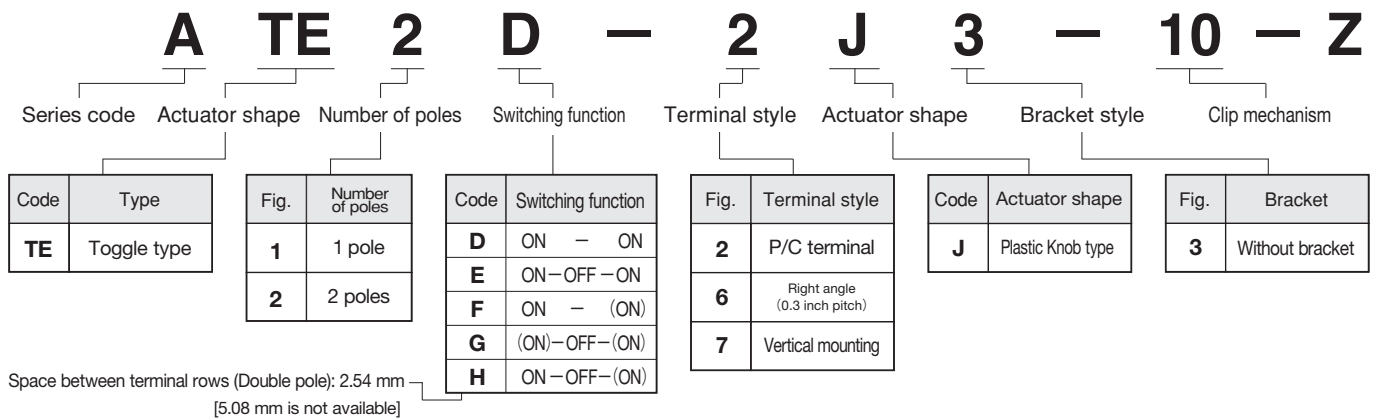 A TE 2 D － 2 J 3 － 10 － Z
Series code Actuator shape Number of poles Switching function Terminal style Actuator shape Bracket style Clip mechanism
Code Type
TE Toggle type
Fig. Number of poles
1 1 pole
2 2 poles
Code Switching function
D ON － ON
E ON－OFF－ON
F ON － (ON)
G (ON)－OFF－(ON)
H ON－OFF－(ON)
Fig. Terminal style
2 P/C terminal
6 Right angle
(0.3 inch pitch)
7 Vertical mounting
Code Actuator shape
J Plastic Knob type
Fig. Bracket
3 Without bracket
Space between terminal rows (Double pole): 2.54 mm
[5.08 mm is not available]